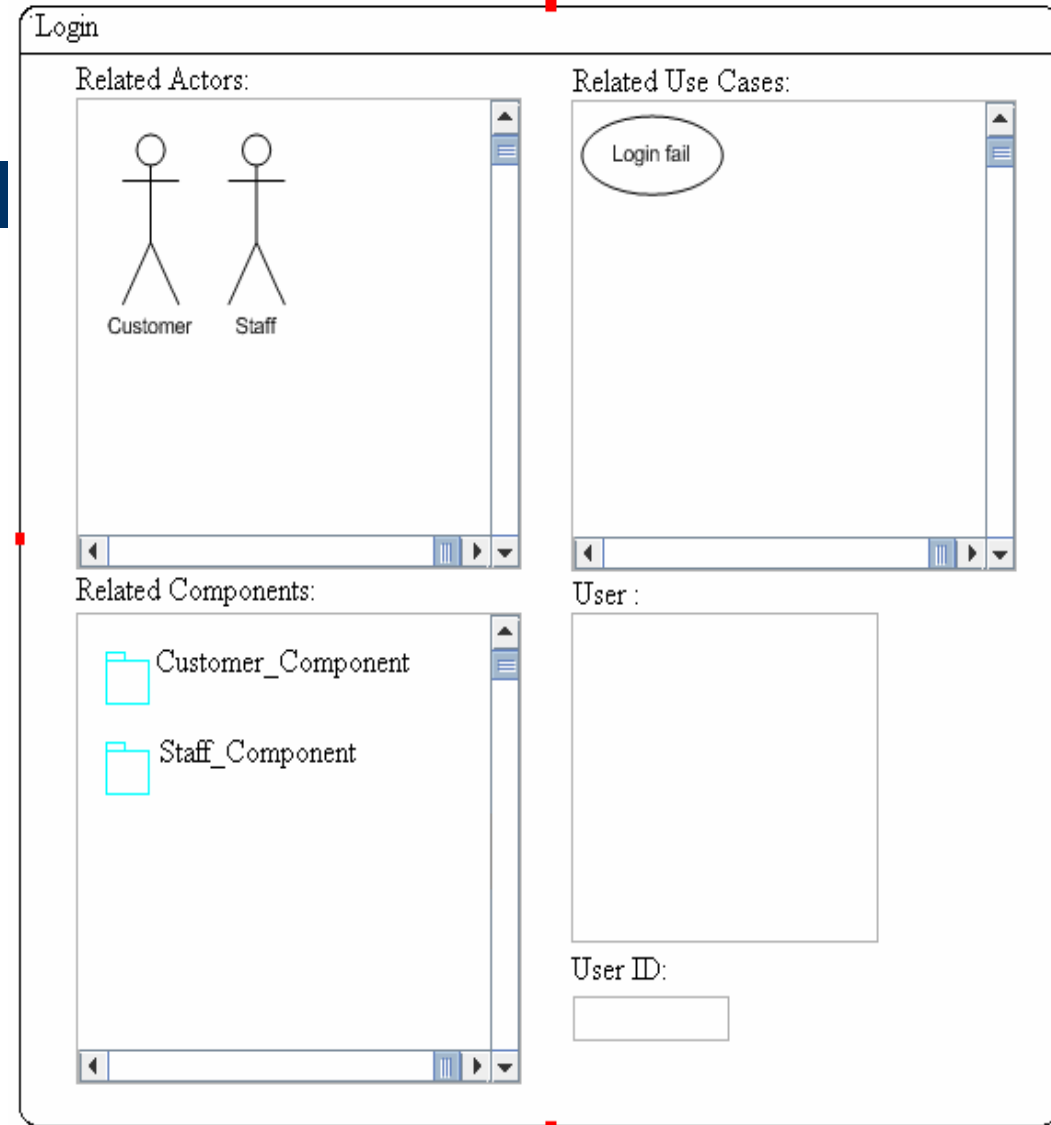 Login
Related Actors:
Customer
Staff
Related Use Cases:
Login fail
Related Components:
Customer_Component
Staff_Component
User :
User ID: